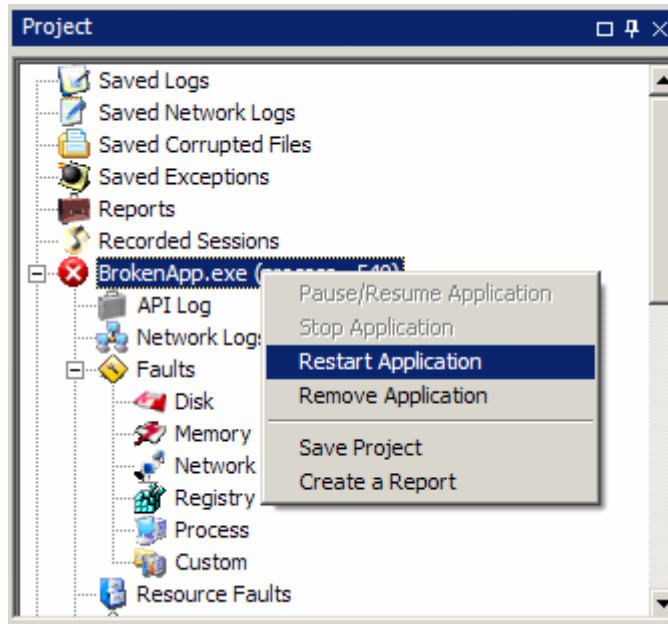 Project
Saved Logs
Saved Network Logs
Saved Corrupted Files
Saved Exceptions
Reports
Recorded Sessions
BrokenApp.exe
API Log
Network Logs
Faults
Disk
Memory
Network
Registry
Process
Custom
Resource Faults
Pause/Resume Application
Stop Application
Restart Application
Remove Application
Save Project
Create a Report